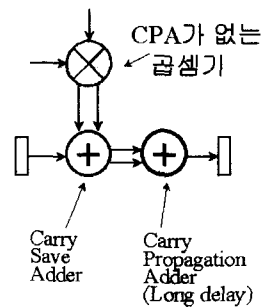 CPA가 없는
곱셈기
Carry
Save
Adder
Carry
Propagation
Adder
(Long delay)